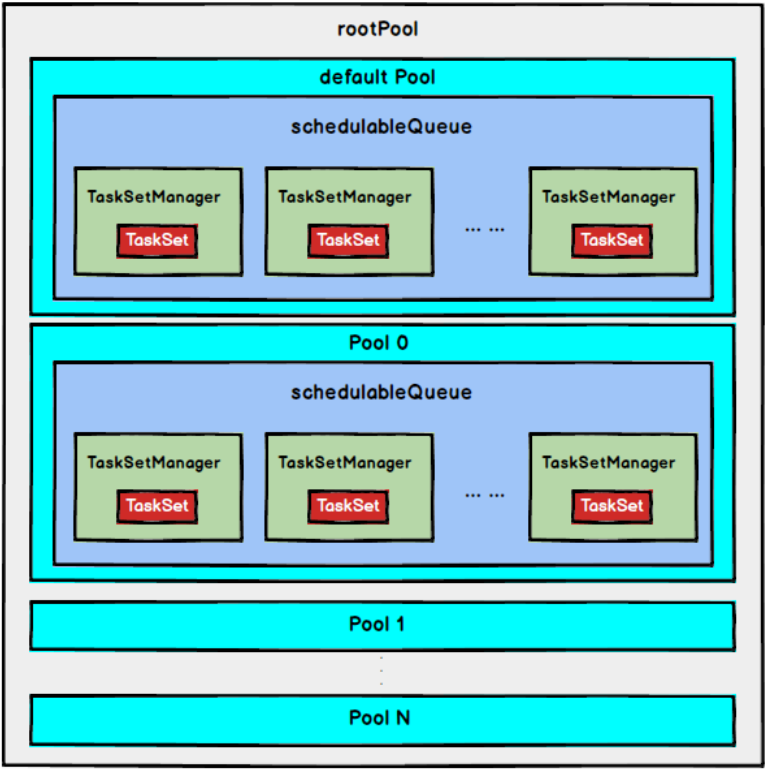 rootPool
default Pool
schedulableQueue
TaskSetManager TaskSetManager TaskSetManager
... ...
TaskSet TaskSet TaskSet
Pool 0
schedulableQueue
TaskSetManager TaskSetManager TaskSetManager
... ...
TaskSet TaskSet TaskSet
Pool 1
Pool N